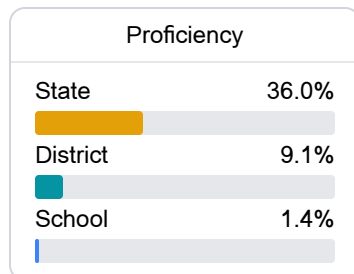 Proficiency
State 36.0%
District 9.1%
School 1.4%